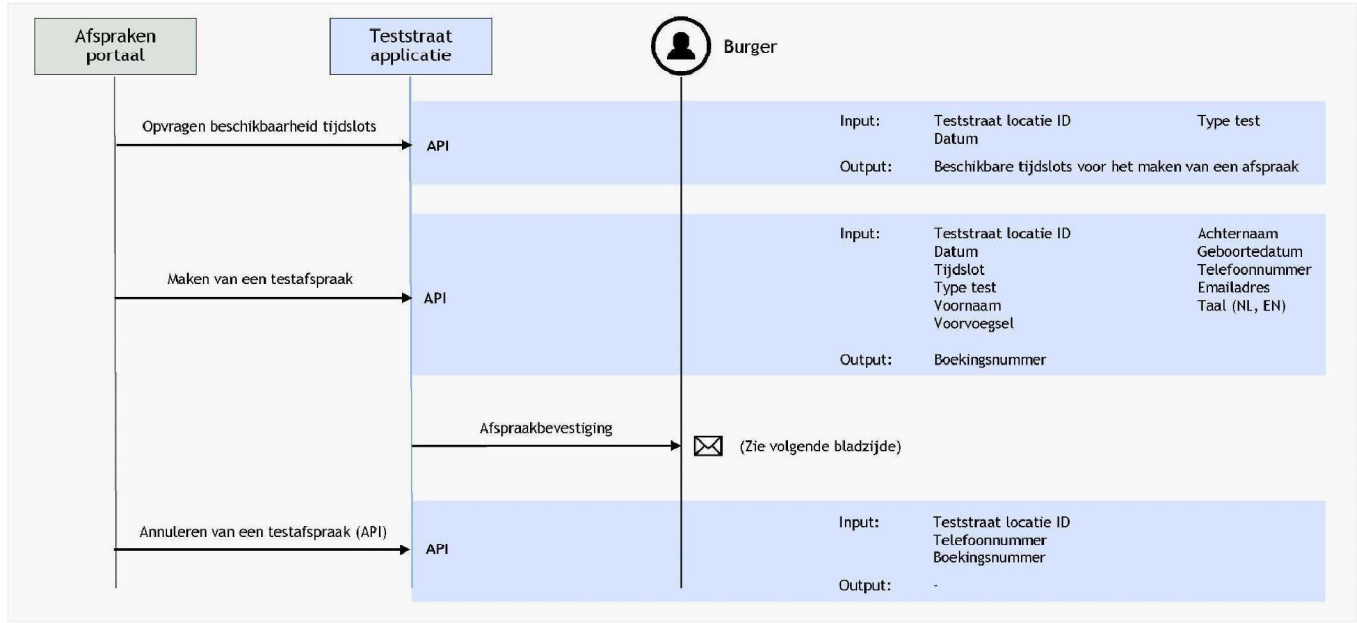 Afspraken
portaal
Teststraat
applicatie
Burger
Opvragen beschikbaarheid tijdslots
API
Input: Teststraat locatie ID Type test
Datum
Output: Beschikbare tijdslots voor het maken van een afspraak
Maken van een testafspraak
API
Input: Teststraat locatie ID Achternaam
Datum Geboortedatum
Tijdslot Telefoonnummer
Type test Emailadres
Voornaam Taal (NL, EN)
Voorvoegsel
Output: Boekingsnummer
Afspraakbevestiging
(Zie volgende bladzijde)
Annuleren van een testafspraak (API)
API
Input: Teststraat locatie ID
Telefoonnummer
Boekingsnummer
Output: -